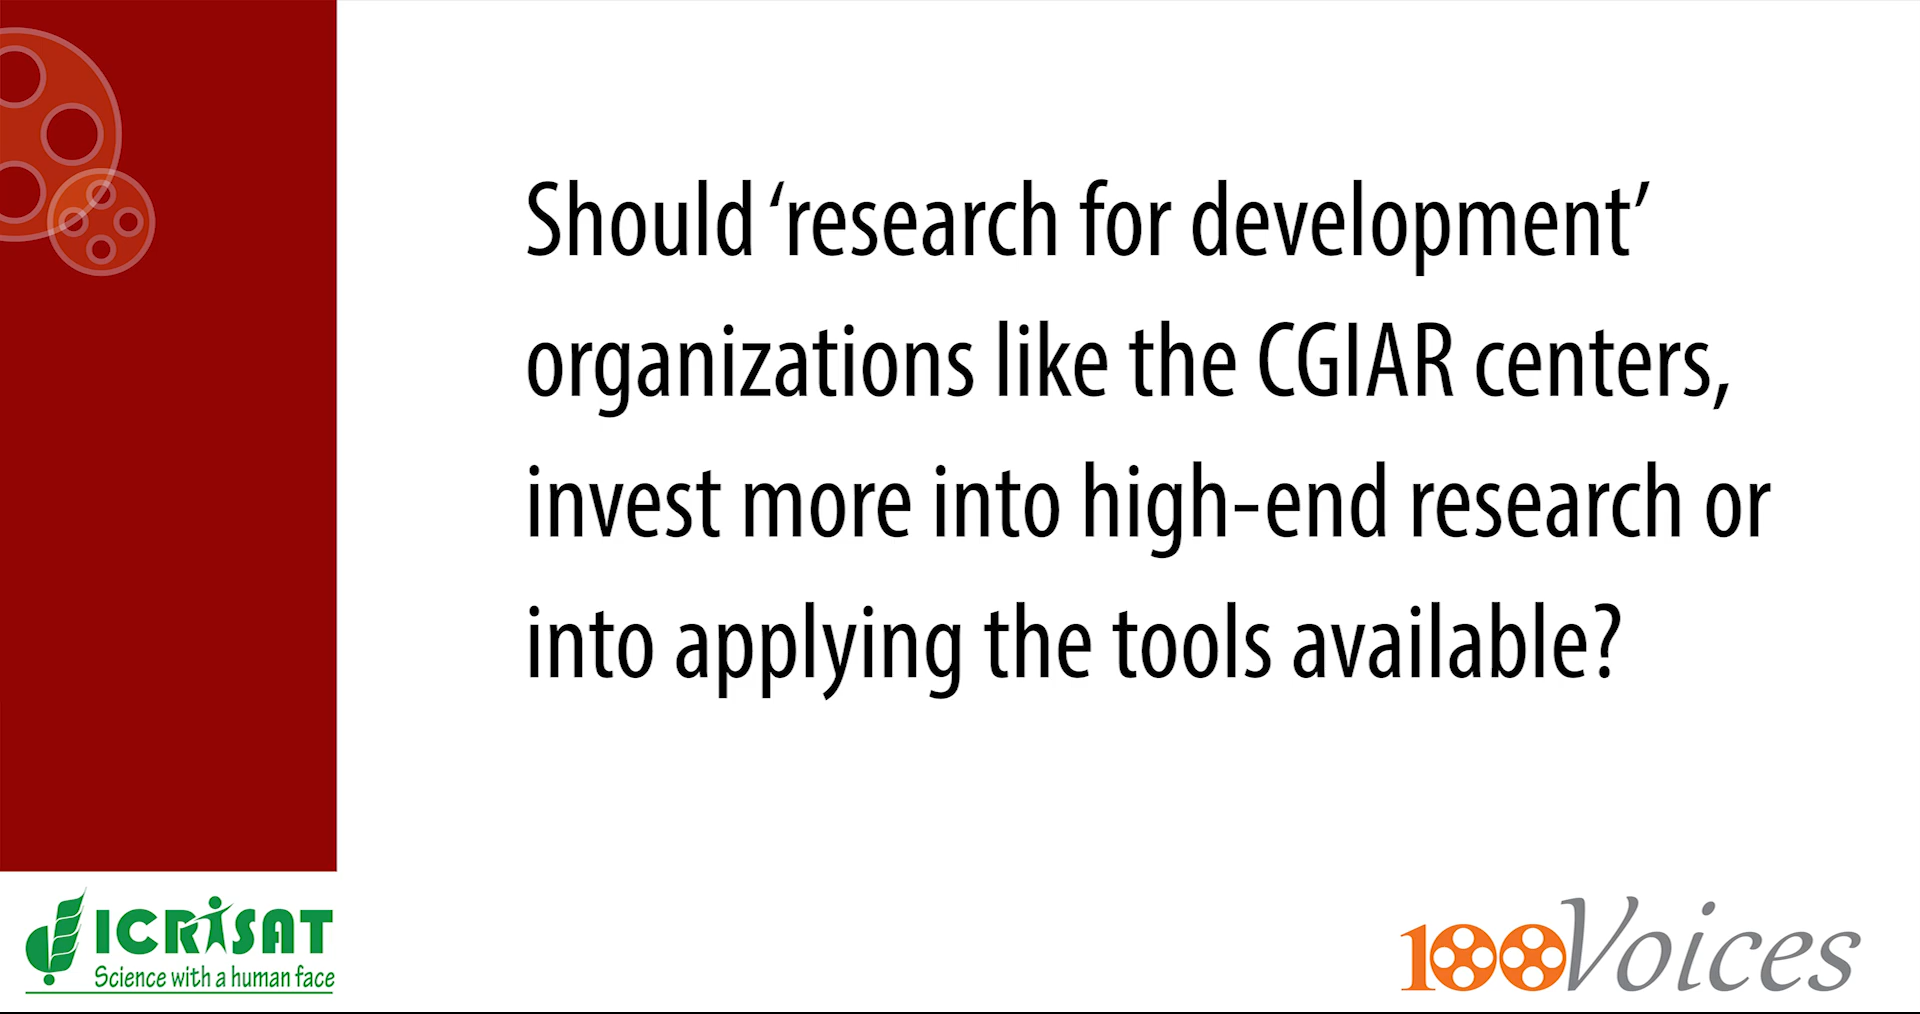 Should ‘research for development’
organizations like the CGIAR centers,
invest more into high-end research or
into applying the tools available?
ICRISAT
Science with a human face
100Voices